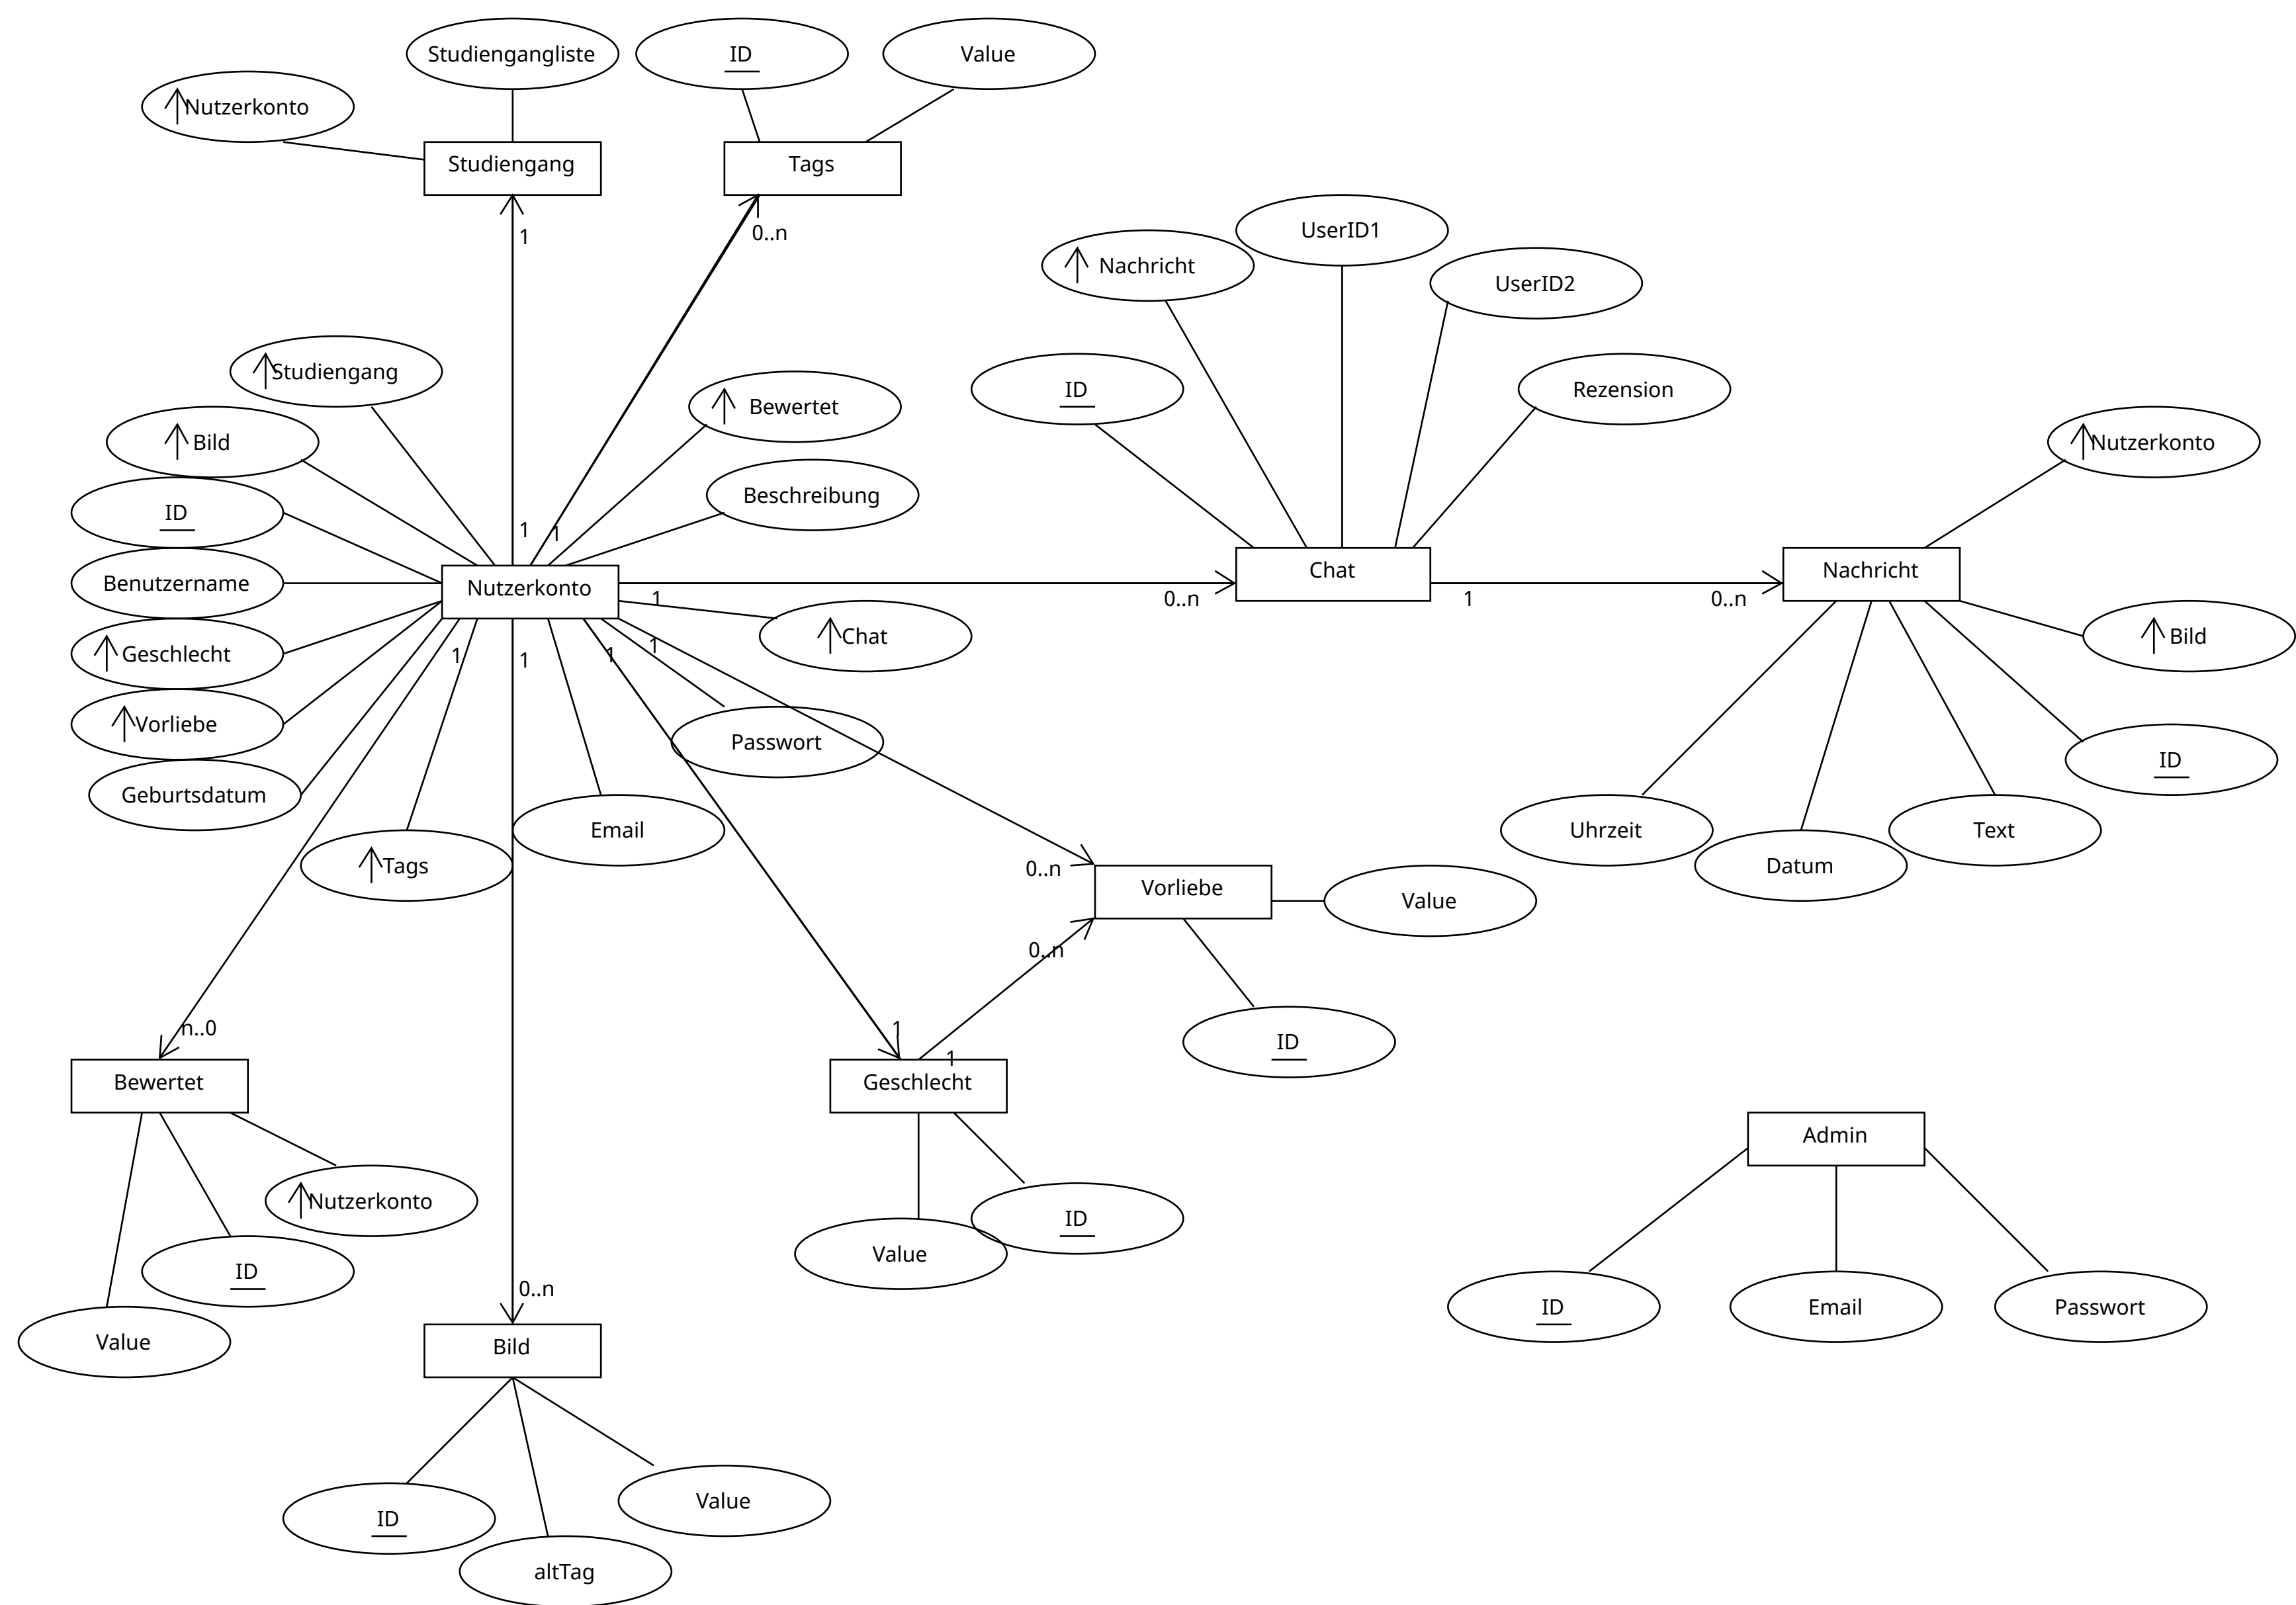 Studiengangliste
ID
Value
Nutzerkonto
Studiengang
Tags
1
0..n
UserID1
Nachricht
UserID2
Studiengang
ID
Rezension
Bewertet
Bild
Nutzerkonto
Beschreibung
ID
1
1
Benutzername
Nutzerkonto
Chat
Nachricht
1
0..n
1
0..n
Geschlecht
1
1
1
1
Chat
Bild
Vorliebe
Passwort
ID
Geburtsdatum
Email
Uhrzeit
Text
Tags
0..n
Datum
Vorliebe
Value
0..n
n..0
1
ID
1
Bewertet
Geschlecht
Admin
Nutzerkonto
ID
Value
ID
0..n
ID
Email
Passwort
Value
Bild
Value
ID
altTag